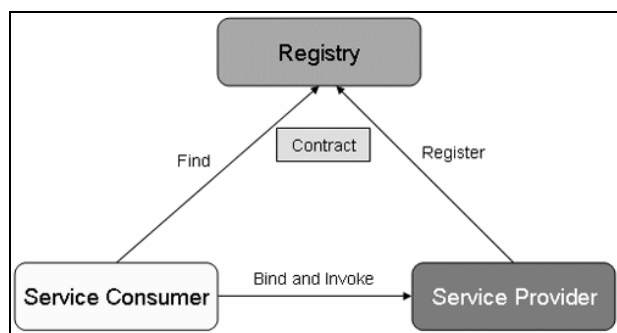 Registry
Contract
Find
Register
Bind and Invoke
Service Consumer
Service Provider